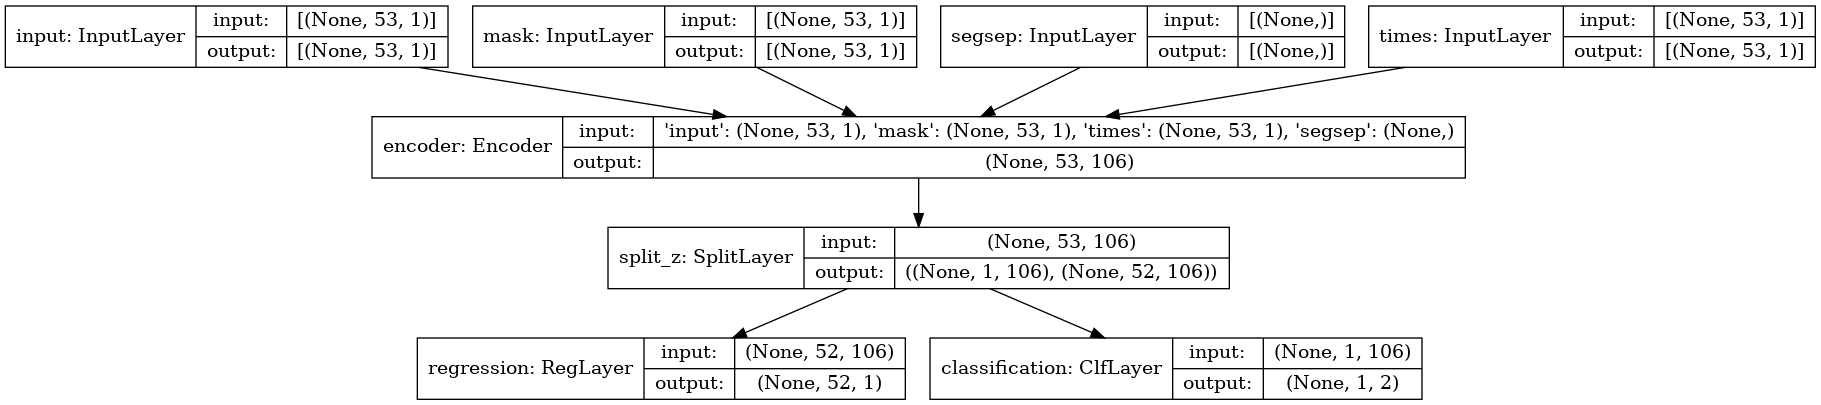 input: InputLayer input: [(None, 53, 1)]
output: [(None, 53, 1)]
mask: InputLayer input: [(None, 53, 1)]
output: [(None, 53, 1)]
segsep: InputLayer input: [(None,)]
output: [(None,)]
times: InputLayer input: [(None, 53, 1)]
output: [(None, 53, 1)]
encoder: Encoder input: 'input': (None, 53, 1), 'mask': (None, 53, 1), 'times': (None, 53, 1), 'segsep': (None,)
output: (None, 53, 106)
split_z: SplitLayer input: (None, 53, 106)
output: ((None, 1, 106), (None, 52, 106))
regression: RegLayer input: (None, 52, 106)
output: (None, 52, 1)
classification: ClfLayer input: (None, 1, 106)
output: (None, 1, 2)